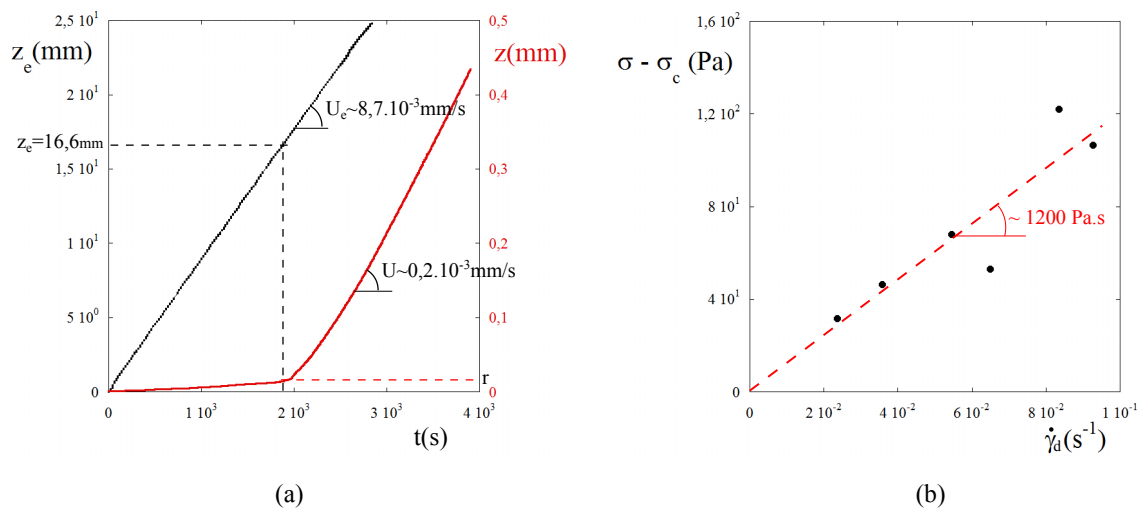 z_e(mm)
2,5 10¹
2 10¹
z_e=16,6mm
1,5 10¹
1 10¹
5 10⁰
0
0 1 10³ 2 10³ 3 10³ 4 10³
t(s)
U_e~8,7.10⁻³mm/s
U~0,2.10⁻³mm/s
z(mm)
0,5
0,4
0,3
0,2
0,1
r
0
(a)
σ - σ_c (Pa)
1,6 10²
1,2 10²
8 10¹
4 10¹
0
~ 1200 Pa.s
0 2 10⁻² 4 10⁻² 6 10⁻² 8 10⁻² 1 10⁻¹
γ̇_d(s⁻¹)
(b)